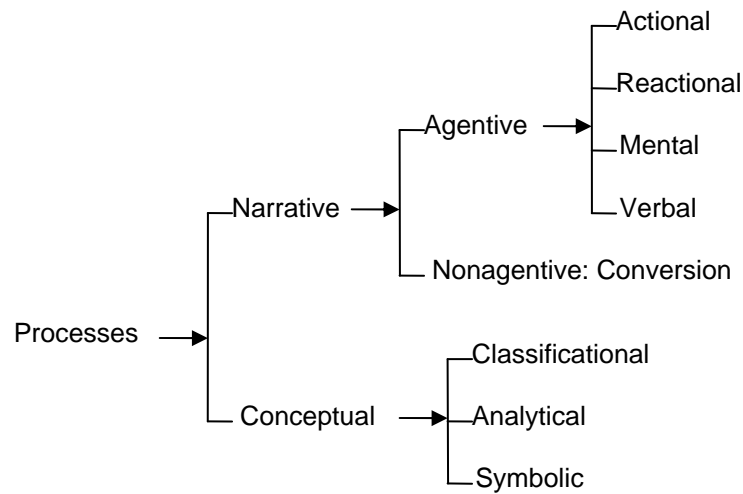 Actional
Reactional
Agentive
Mental
Narrative
Verbal
Nonagentive: Conversion
Processes
Classificational
Conceptual
Analytical
Symbolic